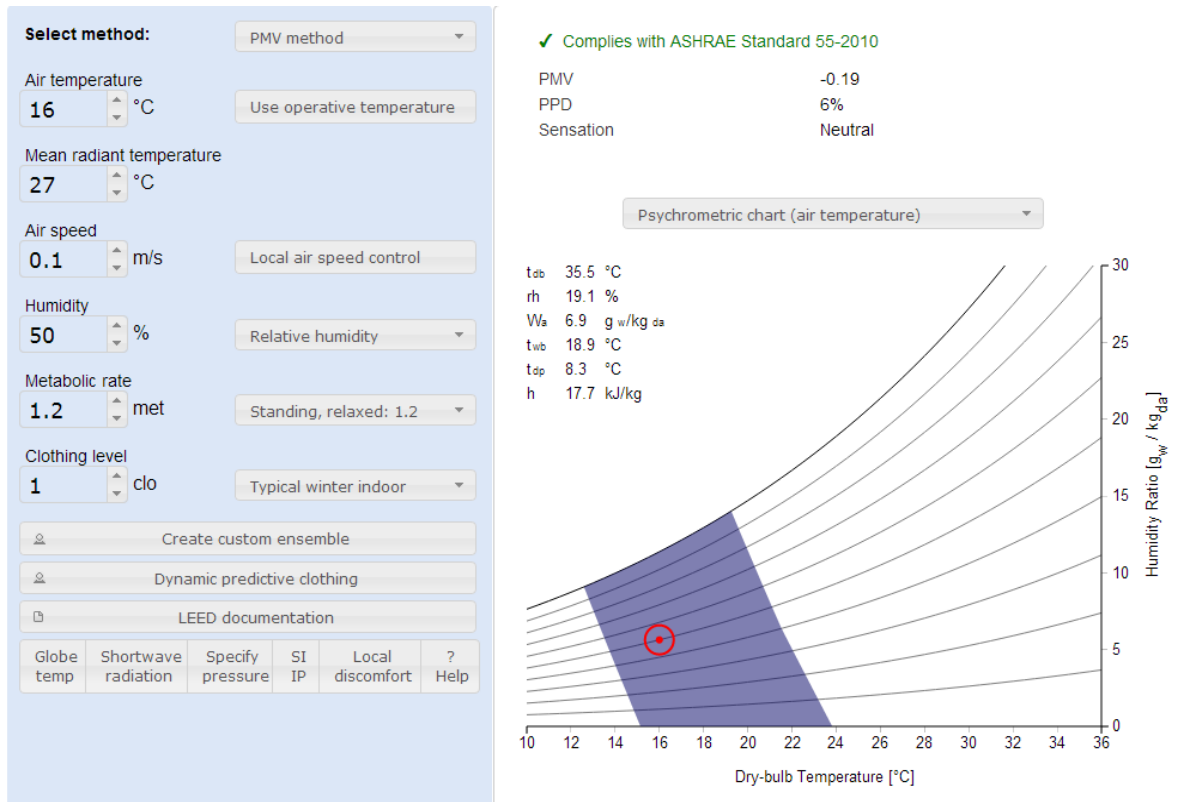 Select method:
PMV method
Air temperature
16 °C
Use operative temperature
Mean radiant temperature
27 °C
Air speed
0.1 m/s
Local air speed control
Humidity
50 %
Relative humidity
Metabolic rate
1.2 met
Standing, relaxed: 1.2
Clothing level
1 clo
Typical winter indoor
Create custom ensemble
Dynamic predictive clothing
LEED documentation
Globe temp
Shortwave radiation
Specify pressure
SI IP
Local discomfort
? Help
✓ Complies with ASHRAE Standard 55-2010
PMV -0.19
PPD 6%
Sensation Neutral
Psychrometric chart (air temperature)
tdb 35.5 °C
rh 19.1 %
Wa 6.9 g w/kg da
twb 18.9 °C
tdp 8.3 °C
h 17.7 kJ/kg
30
25
20
15
10
5
0
Humidity Ratio [gw / kgda]
10 12 14 16 18 20 22 24 26 28 30 32 34 36
Dry-bulb Temperature [°C]